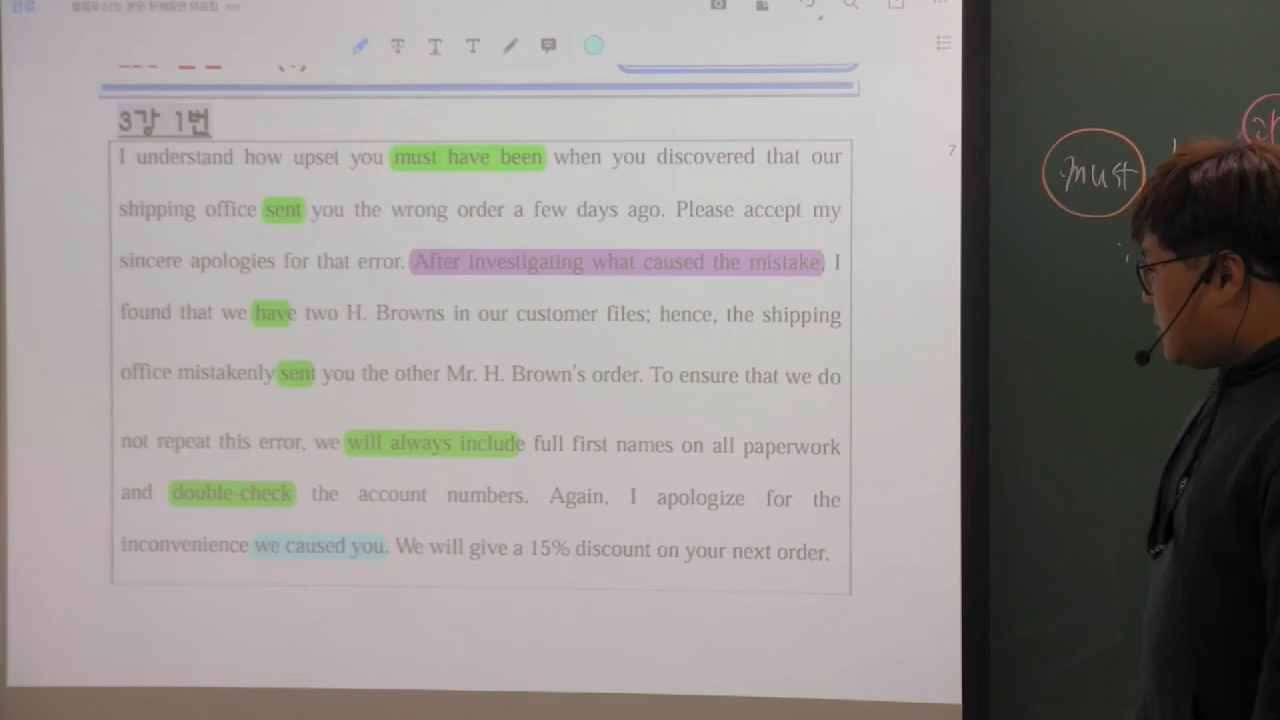 완료
3강 1번
I understand how upset you must have been when you discovered that our
shipping office sent you the wrong order a few days ago. Please accept my
sincere apologies for that error. After investigating what caused the mistake, I
found that we have two H. Browns in our customer files; hence, the shipping
office mistakenly sent you the other Mr. H. Brown's order. To ensure that we do
not repeat this error, we will always include full first names on all paperwork
and double-check the account numbers. Again, I apologize for the
inconvenience we caused you. We will give a 15% discount on your next order.
7
must